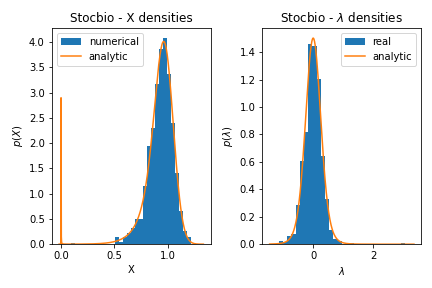 Stocbio - X densities
numerical
analytic
p(X)
4.0
3.5
3.0
2.5
2.0
1.5
1.0
0.5
0.0
0.0 0.5 1.0
X
Stocbio - λ densities
real
analytic
p(λ)
1.4
1.2
1.0
0.8
0.6
0.4
0.2
0.0
0 2
λ